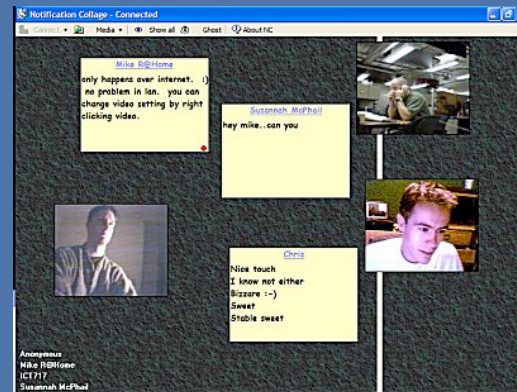 Notification Collage - Connected
Connect Media Show all Ghost About NC
Mike R@Home
only happens over internet. :)
no problem in lan. you can
change video setting by right
clicking video.
Susannah McPhail
hey mike..can you
Chris
Nice touch
I know not either
Bizzare :-)
Sweet
Stable sweet
Anonymous
Mike R@Home
ICT717
Susannah McPhail